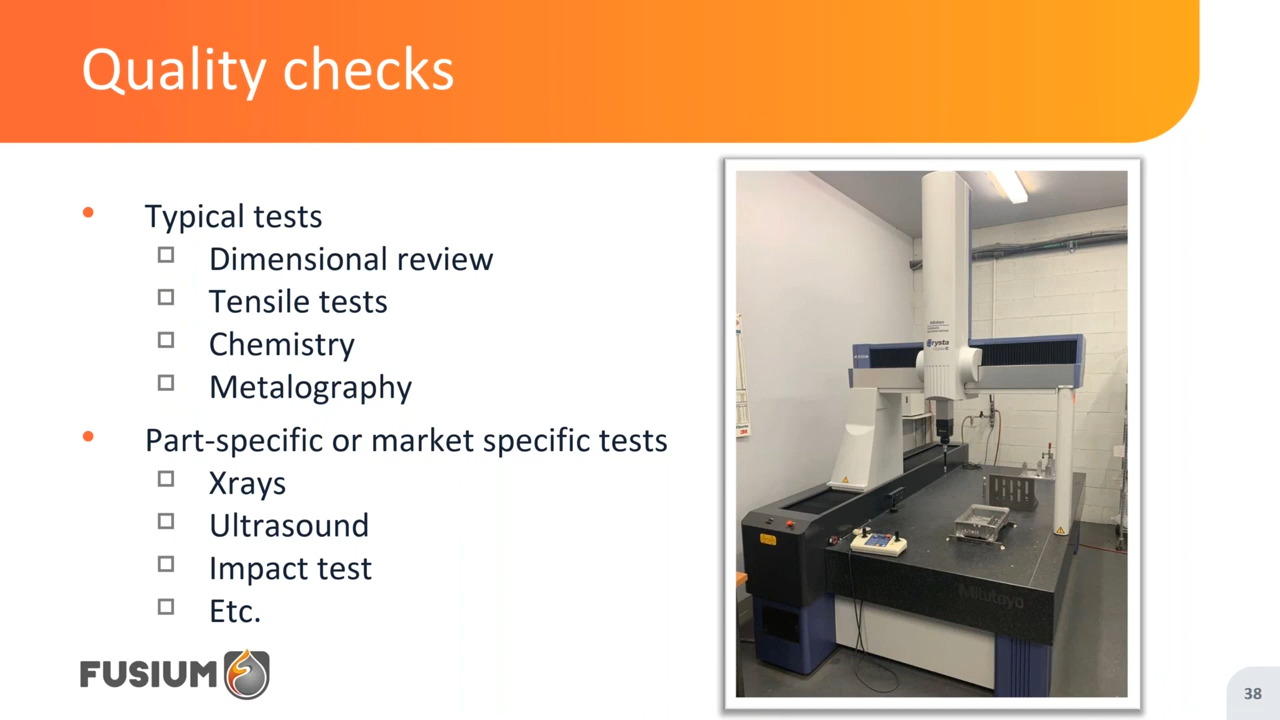 Quality checks
Typical tests
Dimensional review
Tensile tests
Chemistry
Metalography
Part-specific or market specific tests
Xrays
Ultrasound
Impact test
Etc.
Crysta
Mitutoyo
FUSIUM
38